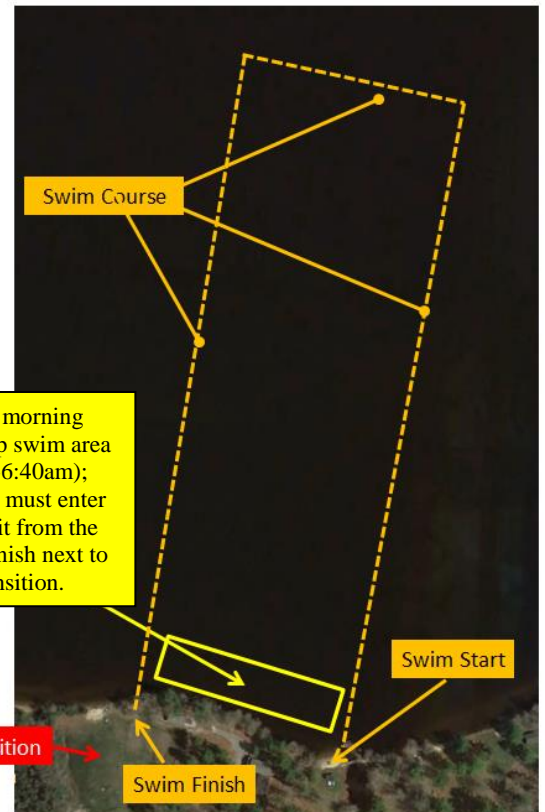 Swim Course
morning
swim area
6:40am);
must enter
it from the
nish next to
nsition.
Swim Start
ition
Swim Finish